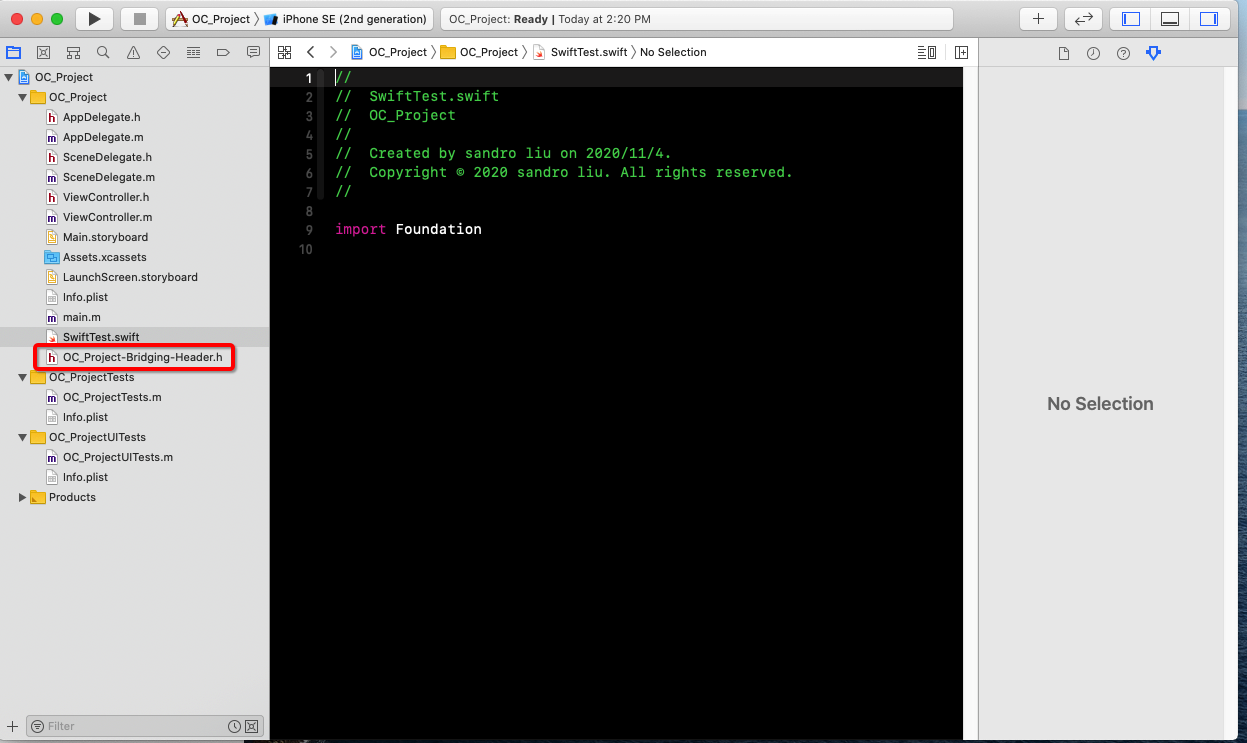 OC_Project 〉 iPhone SE (2nd generation)
OC_Project: Ready | Today at 2:20 PM
OC_Project 〉 OC_Project 〉 SwiftTest.swift 〉 No Selection
OC_Project
OC_Project
AppDelegate.h
AppDelegate.m
SceneDelegate.h
SceneDelegate.m
ViewController.h
ViewController.m
Main.storyboard
Assets.xcassets
LaunchScreen.storyboard
Info.plist
main.m
SwiftTest.swift
OC_Project-Bridging-Header.h
OC_ProjectTests
OC_ProjectTests.m
Info.plist
OC_ProjectUITests
OC_ProjectUITests.m
Info.plist
Products
Filter
1 //
2 //  SwiftTest.swift
3 //  OC_Project
4 //
5 //  Created by sandro liu on 2020/11/4.
6 //  Copyright © 2020 sandro liu. All rights reserved.
7 //
8
9 import Foundation
10
No Selection